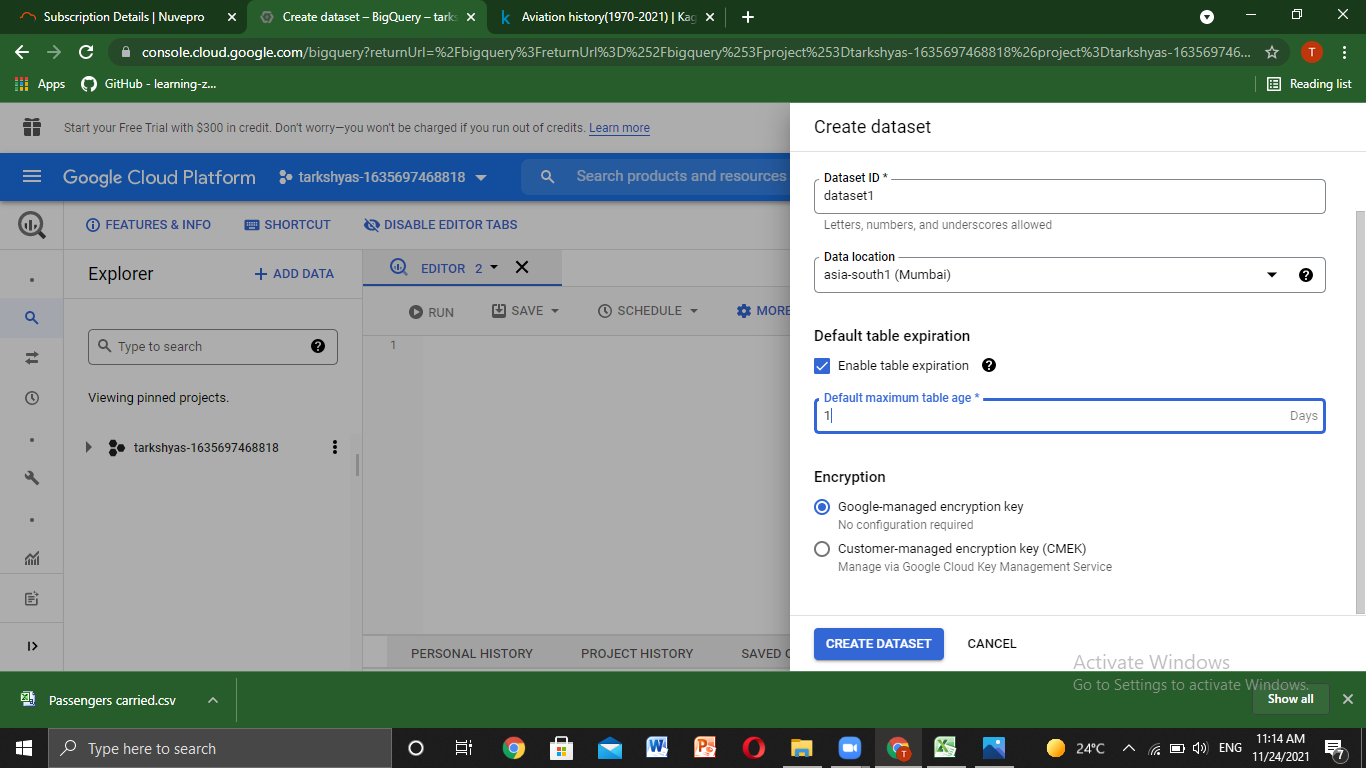 Subscription Details | Nuvepro
Create dataset – BigQuery – tarks
Aviation history(1970-2021) | Kag
console.cloud.google.com/bigquery?returnUrl=%2Fbigquery%3FreturnUrl%3D%252Fbigquery%253Fproject%253Dtarkshyas-1635697468818%26project%3Dtarkshyas-163569746...
T
Apps
GitHub - learning-z...
Reading list
Start your Free Trial with $300 in credit. Don't worry—you won't be charged if you run out of credits. Learn more
Google Cloud Platform
tarkshyas-1635697468818
Search products and resources
FEATURES & INFO
SHORTCUT
DISABLE EDITOR TABS
Explorer
+ ADD DATA
EDITOR 2
RUN
SAVE
SCHEDULE
MORE
1
Type to search
Viewing pinned projects.
tarkshyas-1635697468818
PERSONAL HISTORY
PROJECT HISTORY
SAVED
Create dataset
Dataset ID *
dataset1
Letters, numbers, and underscores allowed
Data location
asia-south1 (Mumbai)
Default table expiration
Enable table expiration
Default maximum table age *
1
Days
Encryption
Google-managed encryption key
No configuration required
Customer-managed encryption key (CMEK)
Manage via Google Cloud Key Management Service
CREATE DATASET
CANCEL
Activate Windows
Go to Settings to activate Windows.
Passengers carried.csv
Show all
Type here to search
24°C
ENG
11:14 AM
11/24/2021
7